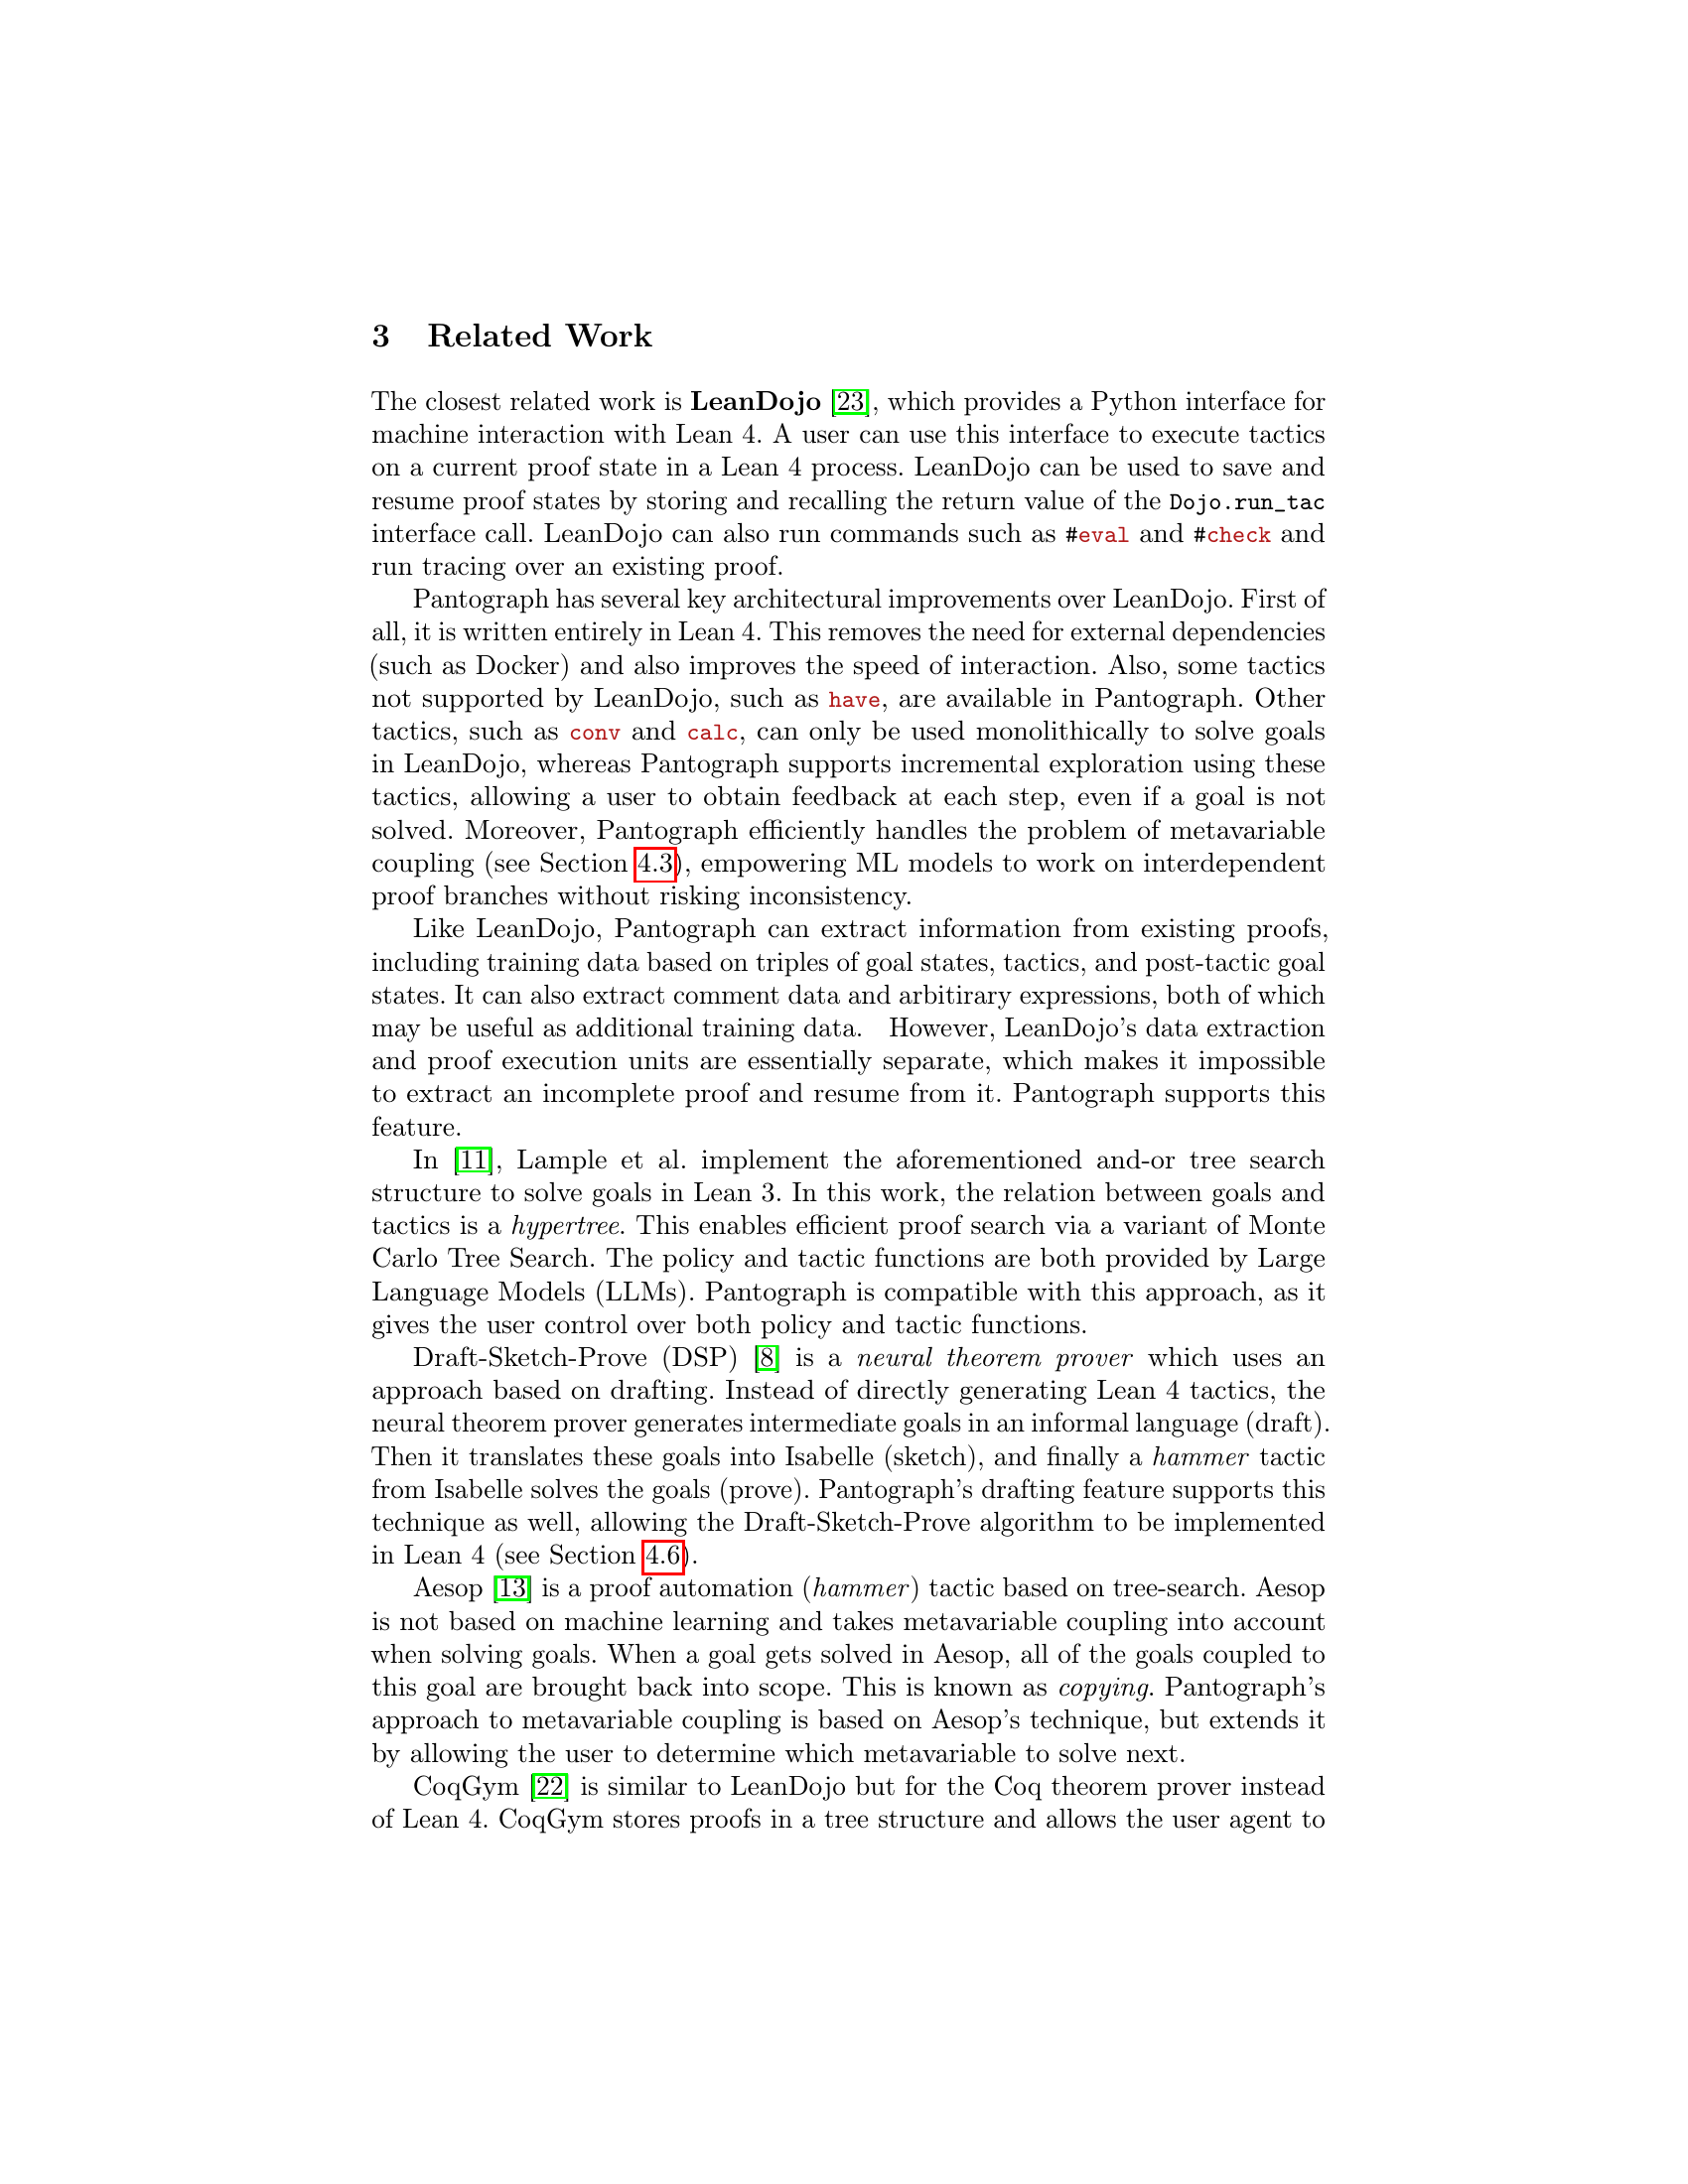 3 Related Work
The closest related work is LeanDojo [23], which provides a Python interface for
machine interaction with Lean 4. A user can use this interface to execute tactics
on a current proof state in a Lean 4 process. LeanDojo can be used to save and
resume proof states by storing and recalling the return value of the Dojo.run_tac
interface call. LeanDojo can also run commands such as #eval and #check and
run tracing over an existing proof.
Pantograph has several key architectural improvements over LeanDojo. First of
all, it is written entirely in Lean 4. This removes the need for external dependencies
(such as Docker) and also improves the speed of interaction. Also, some tactics
not supported by LeanDojo, such as have, are available in Pantograph. Other
tactics, such as conv and calc, can only be used monolithically to solve goals
in LeanDojo, whereas Pantograph supports incremental exploration using these
tactics, allowing a user to obtain feedback at each step, even if a goal is not
solved. Moreover, Pantograph efficiently handles the problem of metavariable
coupling (see Section 4.3), empowering ML models to work on interdependent
proof branches without risking inconsistency.
Like LeanDojo, Pantograph can extract information from existing proofs,
including training data based on triples of goal states, tactics, and post-tactic goal
states. It can also extract comment data and arbitirary expressions, both of which
may be useful as additional training data. However, LeanDojo's data extraction
and proof execution units are essentially separate, which makes it impossible
to extract an incomplete proof and resume from it. Pantograph supports this
feature.
In [11], Lample et al. implement the aforementioned and-or tree search
structure to solve goals in Lean 3. In this work, the relation between goals and
tactics is a hypertree. This enables efficient proof search via a variant of Monte
Carlo Tree Search. The policy and tactic functions are both provided by Large
Language Models (LLMs). Pantograph is compatible with this approach, as it
gives the user control over both policy and tactic functions.
Draft-Sketch-Prove (DSP) [8] is a neural theorem prover which uses an
approach based on drafting. Instead of directly generating Lean 4 tactics, the
neural theorem prover generates intermediate goals in an informal language (draft).
Then it translates these goals into Isabelle (sketch), and finally a hammer tactic
from Isabelle solves the goals (prove). Pantograph's drafting feature supports this
technique as well, allowing the Draft-Sketch-Prove algorithm to be implemented
in Lean 4 (see Section 4.6).
Aesop [13] is a proof automation (hammer) tactic based on tree-search. Aesop
is not based on machine learning and takes metavariable coupling into account
when solving goals. When a goal gets solved in Aesop, all of the goals coupled to
this goal are brought back into scope. This is known as copying. Pantograph's
approach to metavariable coupling is based on Aesop's technique, but extends it
by allowing the user to determine which metavariable to solve next.
CoqGym [22] is similar to LeanDojo but for the Coq theorem prover instead
of Lean 4. CoqGym stores proofs in a tree structure and allows the user agent to